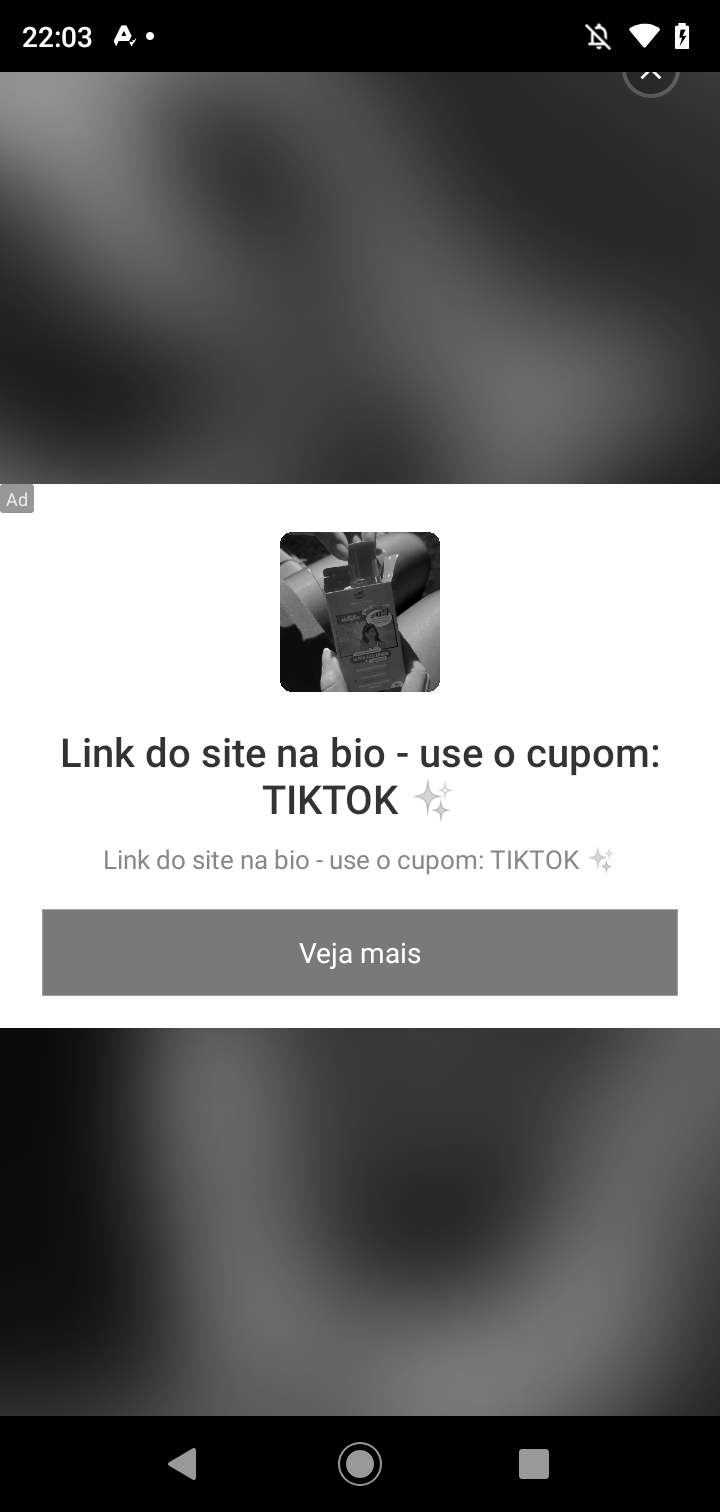 22:03
Ad
Link do site na bio - use o cupom:
TIKTOK ✨
Link do site na bio - use o cupom: TIKTOK ✨
Veja mais